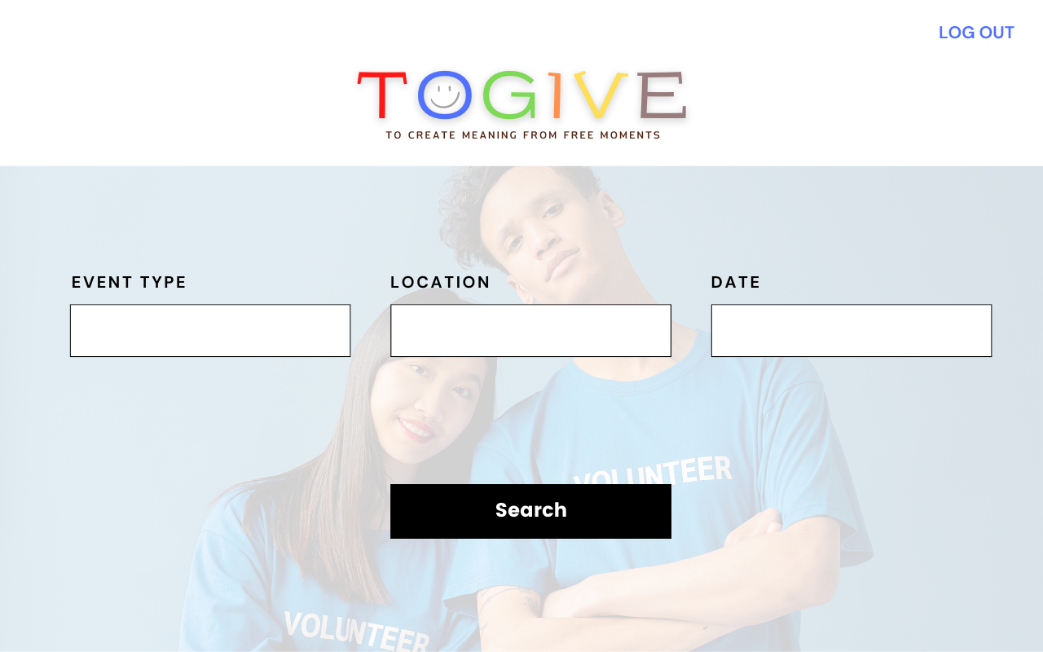 LOG OUT
TOGIVE
TO CREATE MEANING FROM FREE MOMENTS
EVENT TYPE
LOCATION
DATE
VOLUNTEER
Search
VOLUNTEER